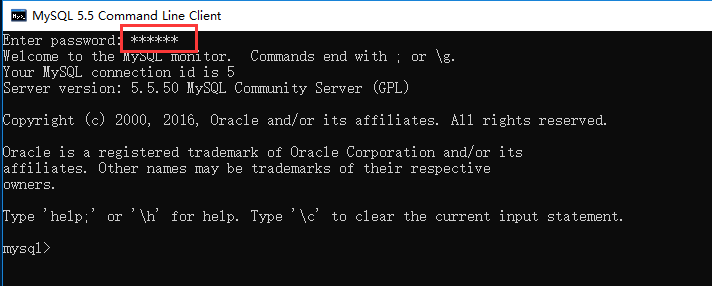 MySQL 5.5 Command Line Client
Enter password: ******
Welcome to the MySQL monitor.  Commands end with ; or \g.
Your MySQL connection id is 5
Server version: 5.5.50 MySQL Community Server (GPL)
Copyright (c) 2000, 2016, Oracle and/or its affiliates. All rights reserved.
Oracle is a registered trademark of Oracle Corporation and/or its
affiliates. Other names may be trademarks of their respective
owners.
Type 'help;' or '\h' for help. Type '\c' to clear the current input statement.
mysql>